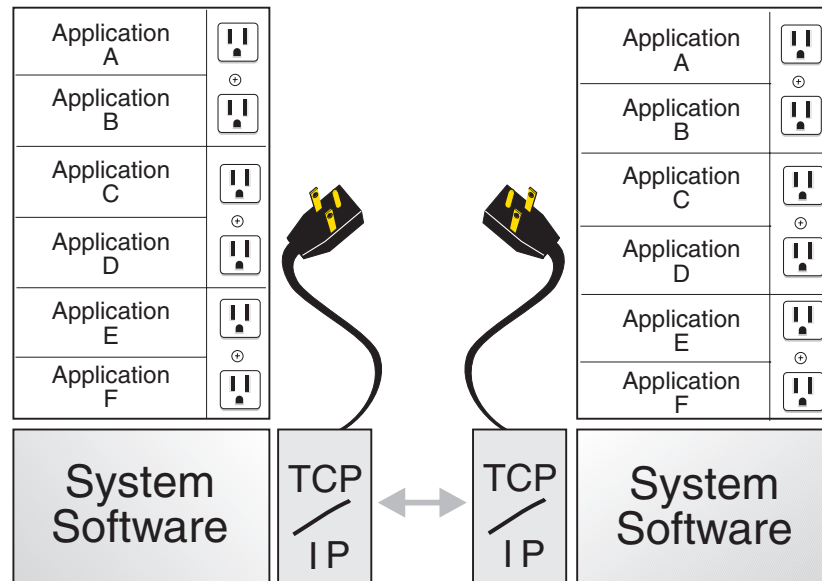 Application
A
Application
B
Application
C
Application
D
Application
E
Application
F
System
Software
TCP
/
IP
TCP
/
IP
Application
A
Application
B
Application
C
Application
D
Application
E
Application
F
System
Software